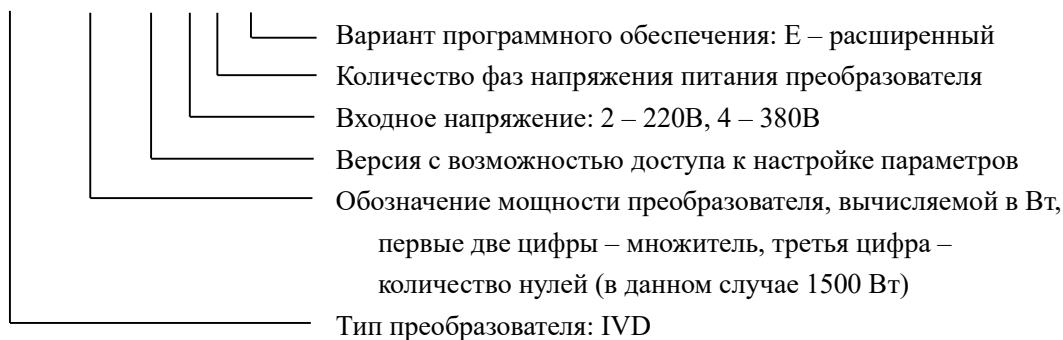 Вариант программного обеспечения: E – расширенный
Количество фаз напряжения питания преобразователя
Входное напряжение: 2 – 220В, 4 – 380В
Версия с возможностью доступа к настройке параметров
Обозначение мощности преобразователя, вычисляемой в Вт,
первые две цифры – множитель, третья цифра –
количество нулей (в данном случае 1500 Вт)
Тип преобразователя: IVD